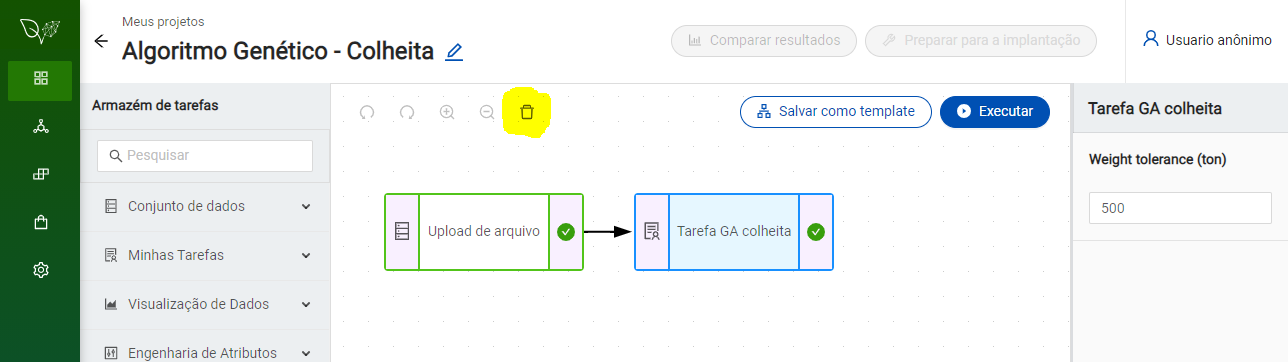 Meus projetos
Algoritmo Genético - Colheita
Comparar resultados
Preparar para a implantação
Usuario anônimo
Armazém de tarefas
Pesquisar
Conjunto de dados
Minhas Tarefas
Visualização de Dados
Engenharia de Atributos
Salvar como template
Executar
Upload de arquivo
Tarefa GA colheita
Tarefa GA colheita
Weight tolerance (ton)
500